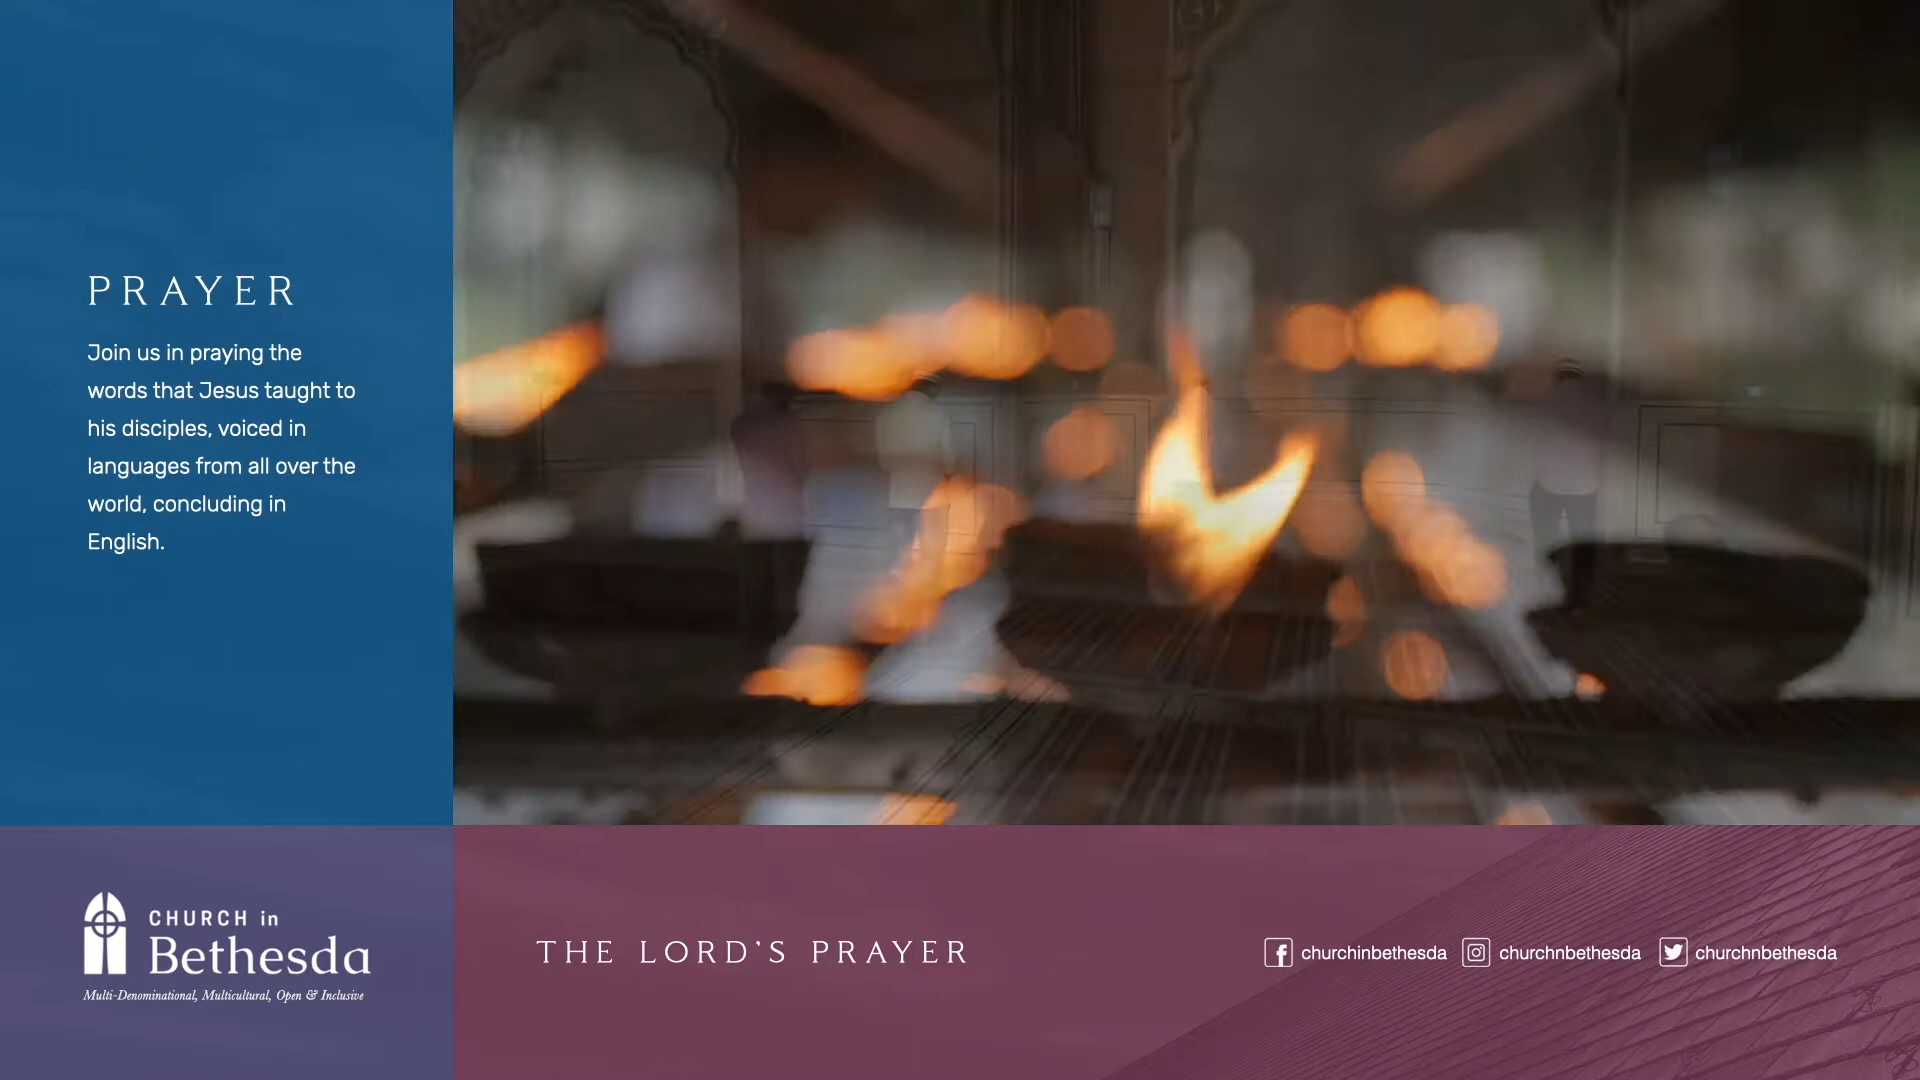 PRAYER
Join us in praying the
words that Jesus taught to
his disciples, voiced in
languages from all over the
world, concluding in
English.
CHURCH in
Bethesda
Multi-Denominational, Multicultural, Open & Inclusive
THE LORD'S PRAYER
churchinbethesda
churchnbethesda
churchnbethesda